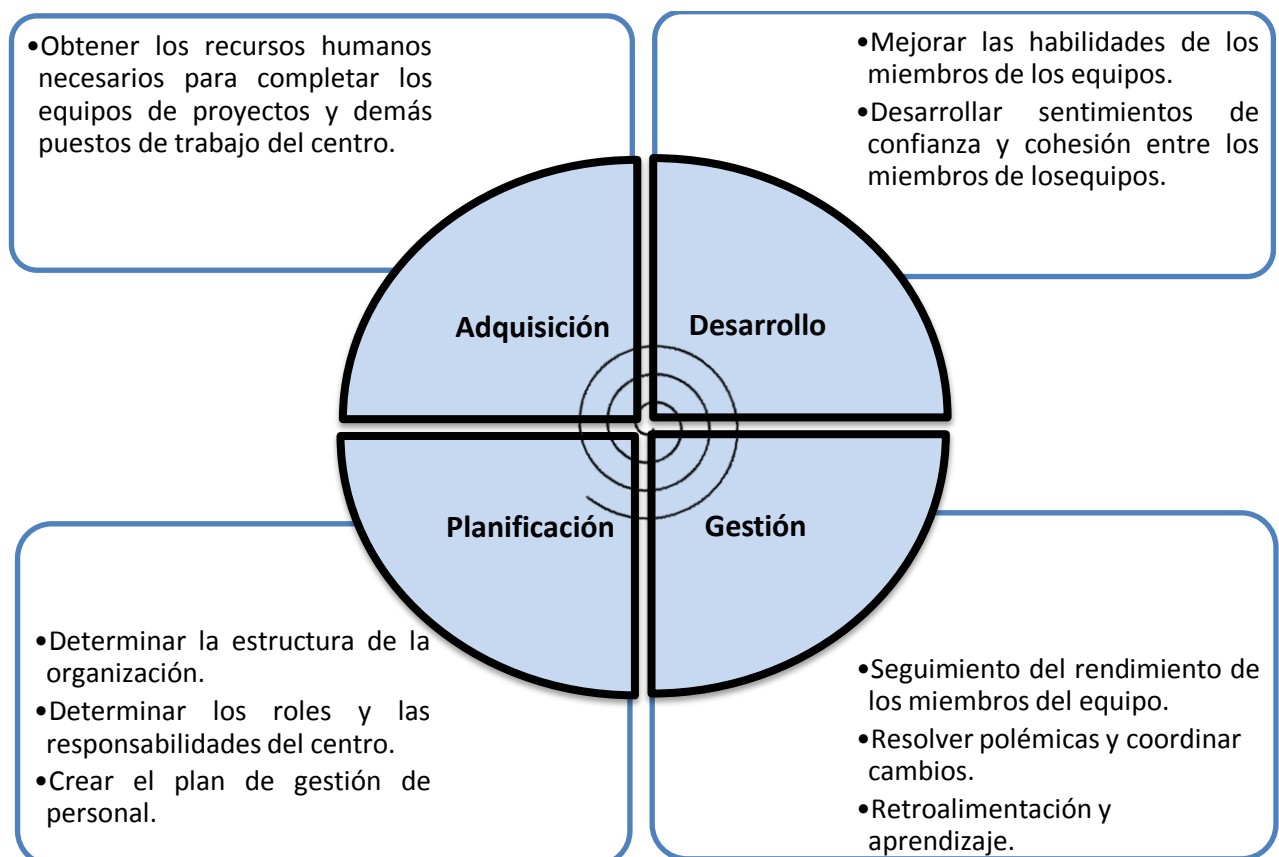 •Obtener los recursos humanos
necesarios para completar los
equipos de proyectos y demás
puestos de trabajo del centro.
•Mejorar las habilidades de los
miembros de los equipos.
•Desarrollar sentimientos de
confianza y cohesión entre los
miembros de losequipos.
Adquisición
Desarrollo
Planificación
Gestión
•Determinar la estructura de la
organización.
•Determinar los roles y las
responsabilidades del centro.
•Crear el plan de gestión de
personal.
•Seguimiento del rendimiento de
los miembros del equipo.
•Resolver polémicas y coordinar
cambios.
•Retroalimentación y
aprendizaje.